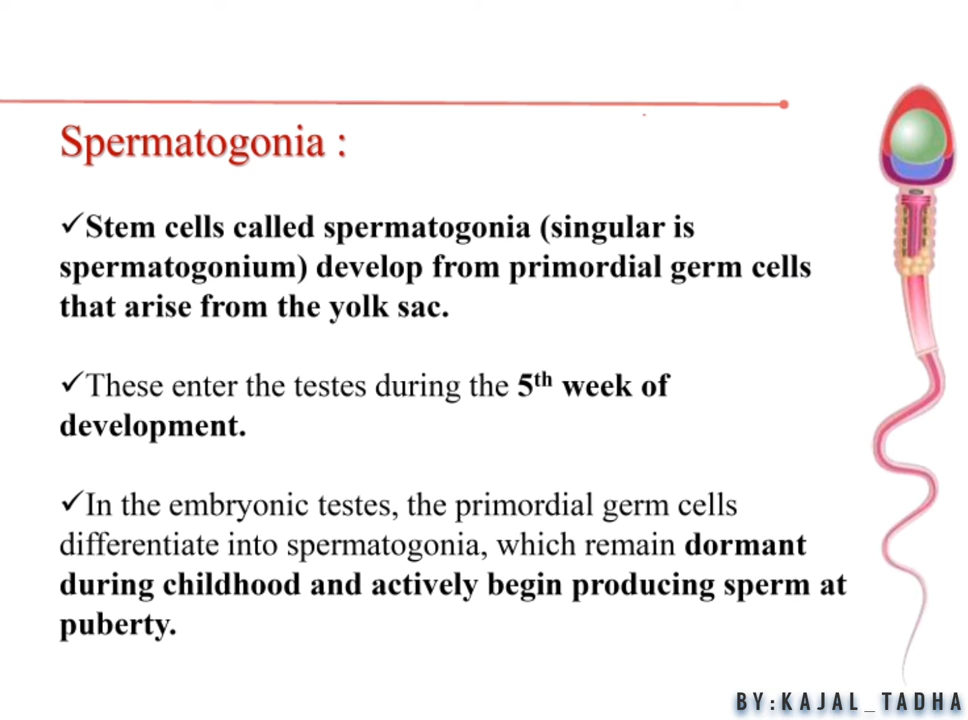 Spermatogonia :
✓Stem cells called spermatogonia (singular is
spermatogonium) develop from primordial germ cells
that arise from the yolk sac.
✓These enter the testes during the 5th week of
development.
✓In the embryonic testes, the primordial germ cells
differentiate into spermatogonia, which remain dormant
during childhood and actively begin producing sperm at
puberty.
BY:KAJAL_TADHA